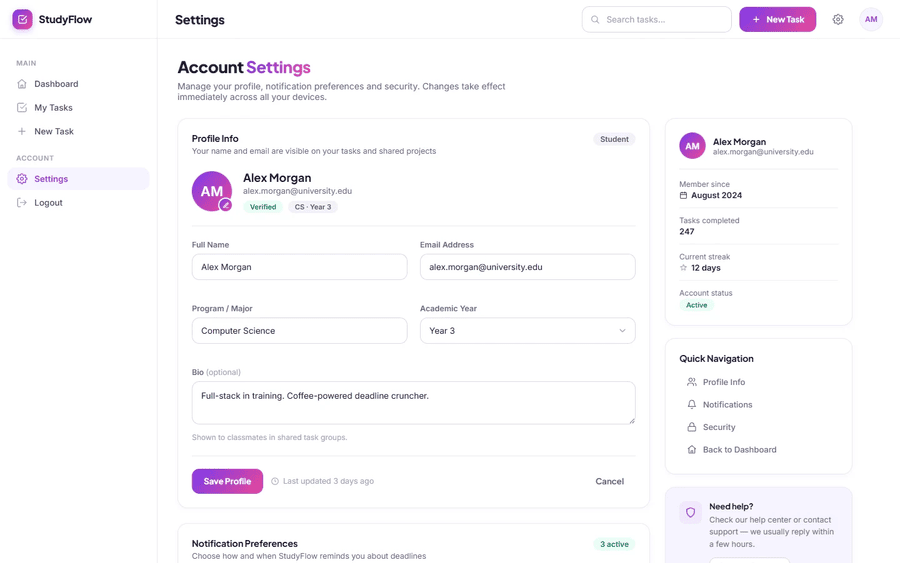 StudyFlow
Settings
Search tasks...
New Task
AM
MAIN
Dashboard
My Tasks
New Task
ACCOUNT
Settings
Logout
Account Settings
Manage your profile, notification preferences and security. Changes take effect
immediately across all your devices.
Profile Info
Student
Your name and email are visible on your tasks and shared projects
AM
Alex Morgan
alex.morgan@university.edu
Verified
CS · Year 3
Full Name
Alex Morgan
Email Address
alex.morgan@university.edu
Program / Major
Computer Science
Academic Year
Year 3
Bio (optional)
Full-stack in training. Coffee-powered deadline cruncher.
Shown to classmates in shared task groups.
Save Profile
Last updated 3 days ago
Cancel
Notification Preferences
3 active
Choose how and when StudyFlow reminds you about deadlines
AM
Alex Morgan
alex.morgan@university.edu
Member since
August 2024
Tasks completed
247
Current streak
12 days
Account status
Active
Quick Navigation
Profile Info
Notifications
Security
Back to Dashboard
Need help?
Check our help center or contact
support — we usually reply within
a few hours.